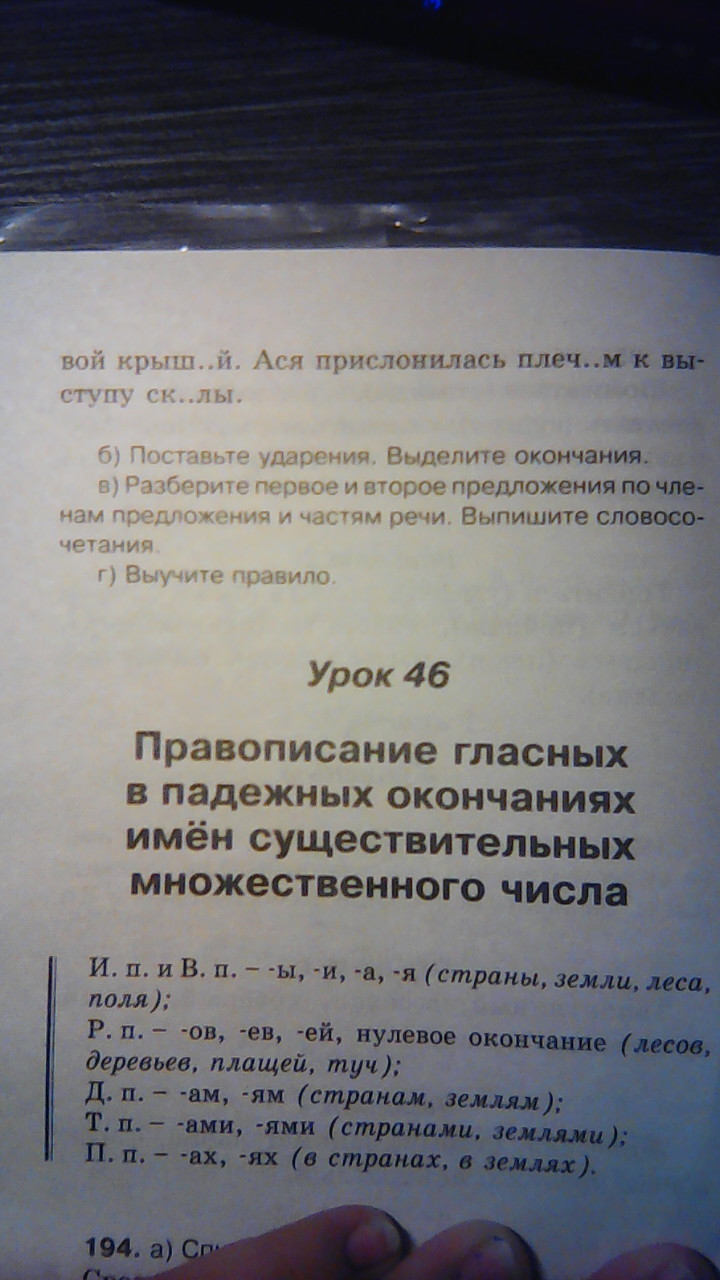 вой крыш..й. Ася прислонилась плеч..м к вы-
ступу ск..лы.
б) Поставьте ударения. Выделите окончания.
в) Разберите первое и второе предложения по чле-
нам предложения и частям речи. Выпишите словосо-
четания.
г) Выучите правило.
Урок 46
Правописание гласных
в падежных окончаниях
имён существительных
множественного числа
И. п. и В. п. – -ы, -и, -а, -я (страны, земли, леса,
поля);
Р. п. – -ов, -ев, -ей, нулевое окончание (лесов,
деревьев, плащей, туч);
Д. п. – -ам, -ям (странам, землям);
Т. п. – -ами, -ями (странами, землями);
П. п. – -ах, -ях (в странах, в землях).
194. а)